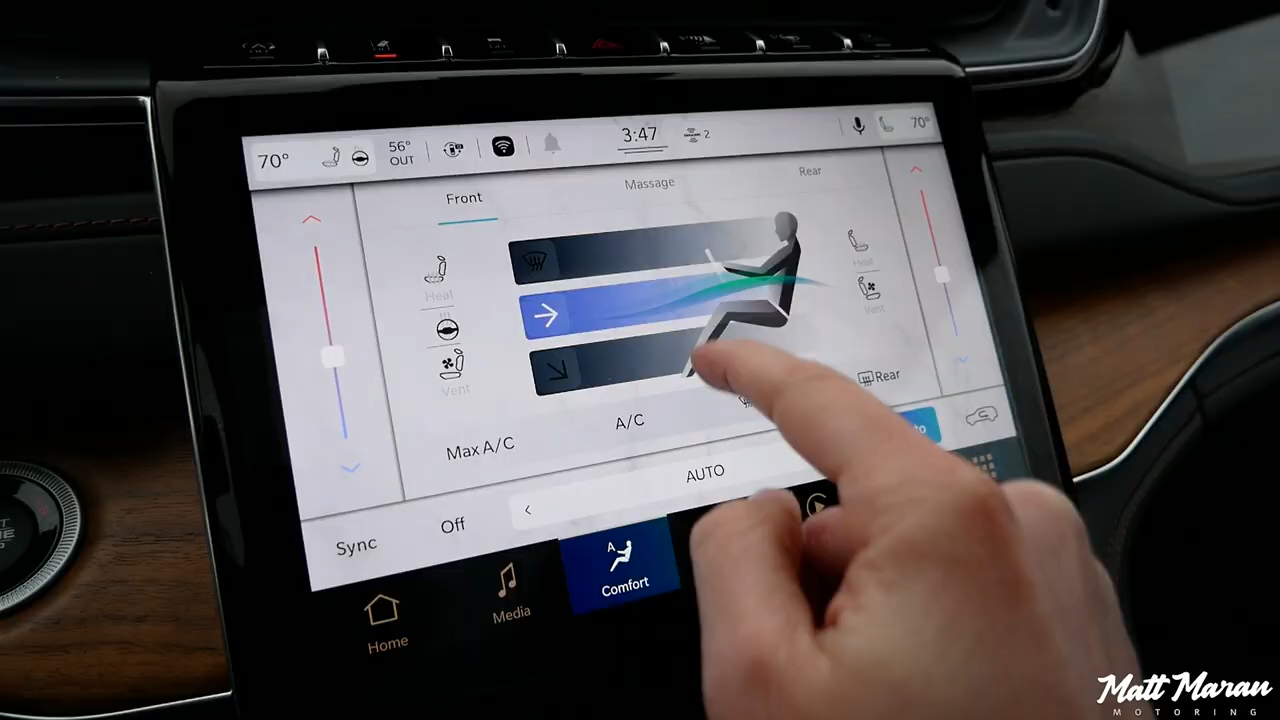 70°
56°
OUT
3:47
2
70°
Front
Massage
Rear
Heat
Heat
Vent
Vent
Rear
Max A/C
A/C
AUTO
Sync
Off
A
Comfort
Media
Home
Matt Maran
MOTORING